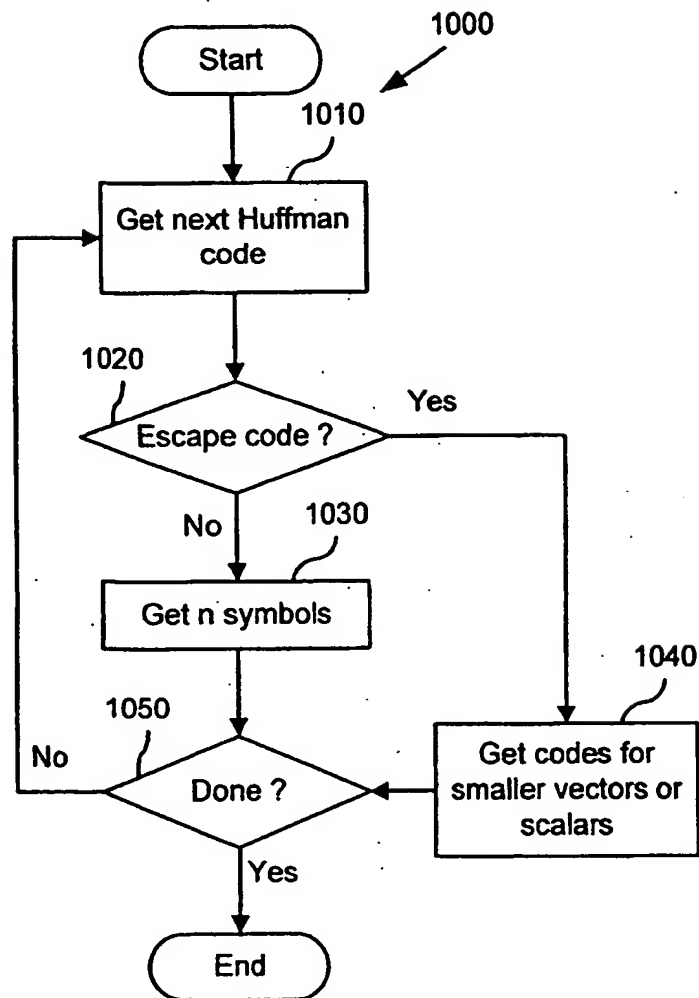 Start
1000
1010
Get next Huffman
code
1020
Escape code ?
Yes
No
1030
Get n symbols
1040
Get codes for
smaller vectors or
scalars
1050
No
Done ?
Yes
End